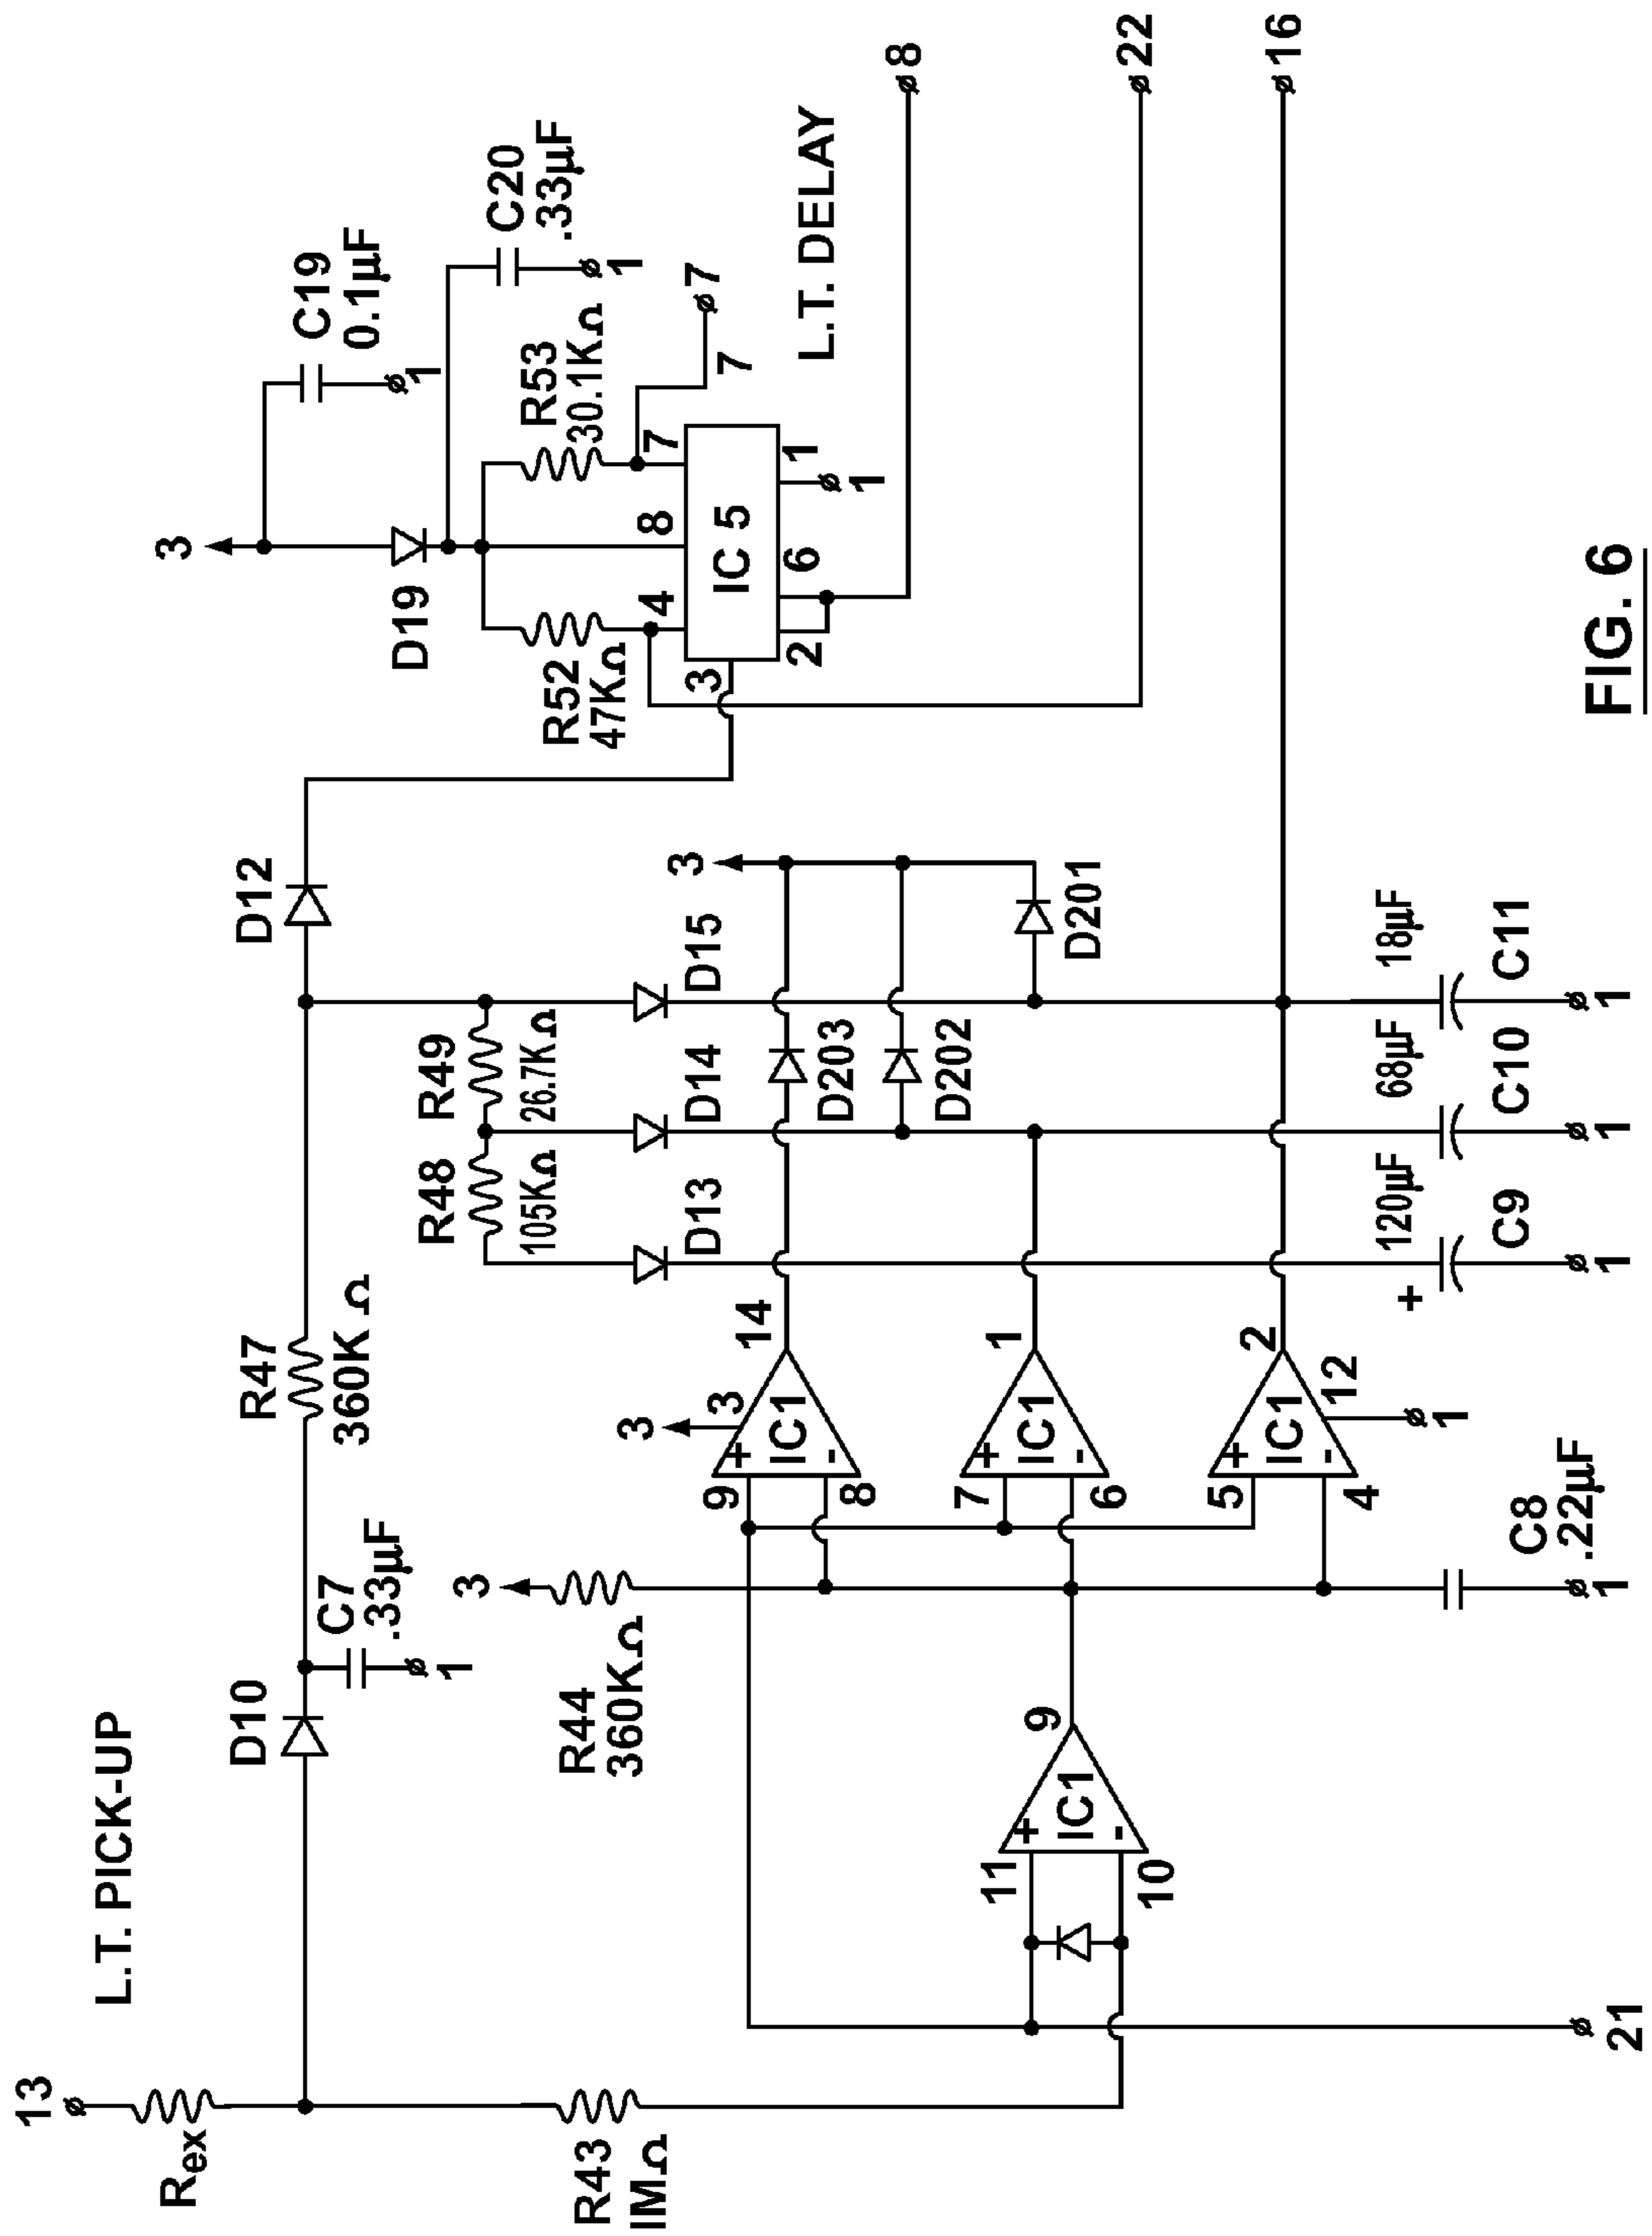 L.T. PICK-UP
13
Rex
R43
IMΩ
D10
C7
.33µF
1
R47
360K Ω
D12
3
R44
360KΩ
R48
105KΩ
R49
26.7KΩ
D13
D14
D15
3
C19
0.1µF
1
D19
C20
.33µF
1
R52
47KΩ
R53
30.1KΩ
4
8
7
7
7
3
IC 5
2
6
1
1
L.T. DELAY
8
22
16
3
3
9
+
IC1
-
8
14
7
+
IC1
-
6
1
5
+
IC1
-
4
2
12
1
11
+
IC1
-
10
9
D203
D202
D201
21
C8
.22µF
1
+
120µF
C9
1
68µF
C10
1
18µF
C11
1
FIG. 6